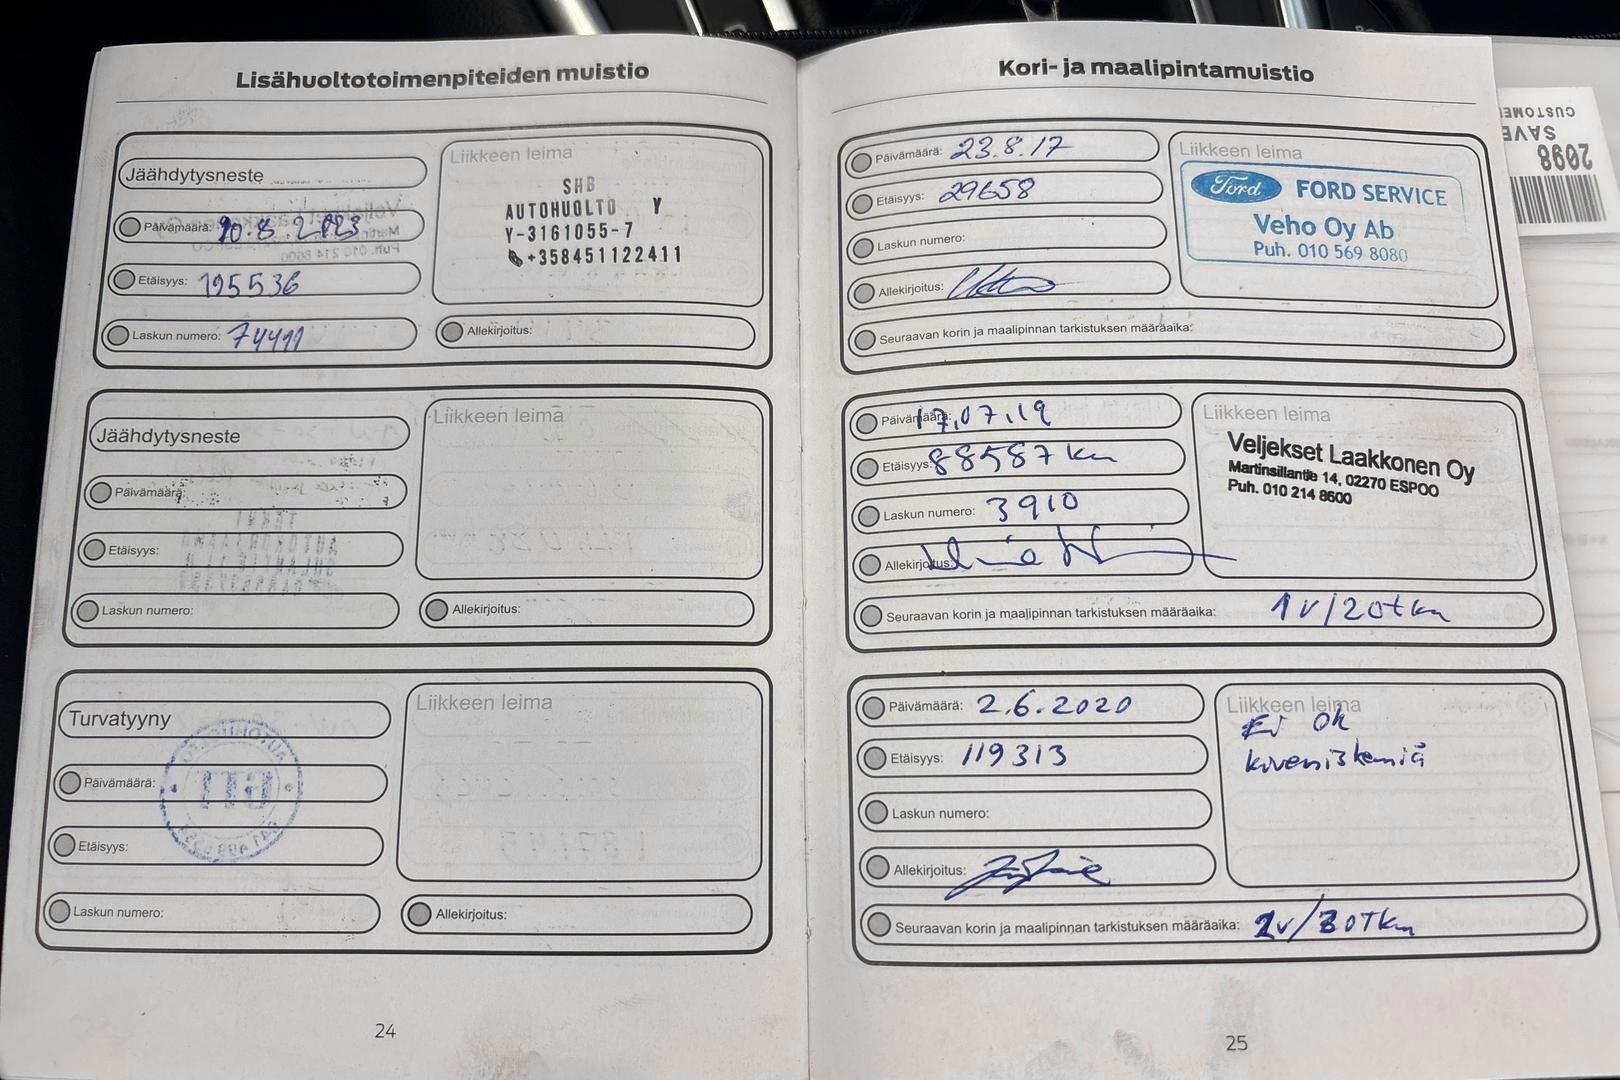 Lisähuoltotoimenpiteiden muistio
Jäähdytysneste
Päivämäärä: 10.8.2023
Etäisyys: 195536
Laskun numero: 74411
Liikkeen leima
SHB
AUTOHUOLTO Y
Y-3161055-7
+358451122411
Allekirjoitus:
Jäähdytysneste
Päivämäärä:
Etäisyys:
Laskun numero:
Liikkeen leima
Allekirjoitus:
Turvatyyny
Päivämäärä:
Etäisyys:
Laskun numero:
Liikkeen leima
Allekirjoitus:
24
Kori- ja maalipintamuistio
Päivämäärä: 23.8.17
Etäisyys: 29658
Laskun numero:
Allekirjoitus:
Liikkeen leima
Ford FORD SERVICE
Veho Oy Ab
Puh. 010 569 8080
Seuraavan korin ja maalipinnan tarkistuksen määräaika:
Päivämäärä: 17.07.19
Etäisyys: 88587 km
Laskun numero: 3910
Allekirjoitus:
Liikkeen leima
Veljekset Laakkonen Oy
Martinsillantie 14, 02270 ESPOO
Puh. 010 214 8600
Seuraavan korin ja maalipinnan tarkistuksen määräaika: 1v/20tkm
Päivämäärä: 2.6.2020
Etäisyys: 119313
Laskun numero:
Allekirjoitus:
Liikkeen leima
Ei ok
kiveniskemiä
Seuraavan korin ja maalipinnan tarkistuksen määräaika: 2v/30Tkm
25
2098
SAVE
CUSTOME